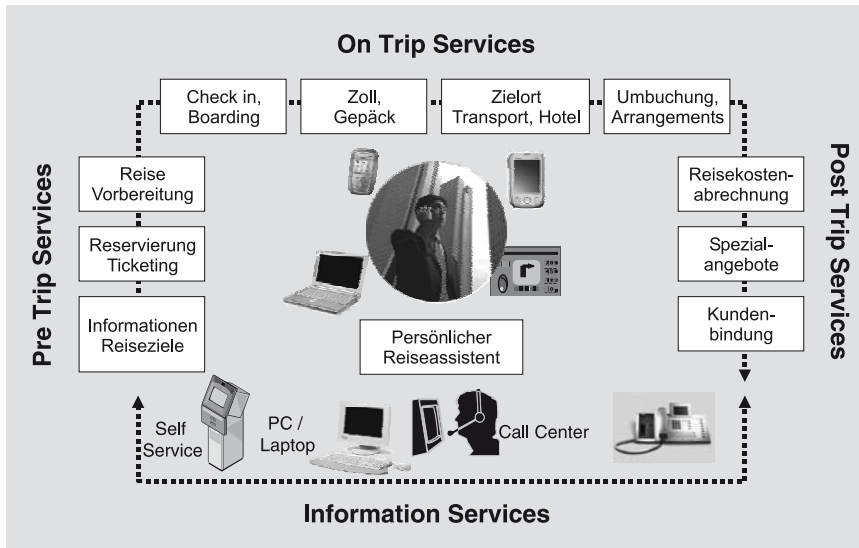 On Trip Services
Check in,
Boarding
Zoll,
Gepäck
Zielort
Transport, Hotel
Umbuchung,
Arrangements
Pre Trip Services
Reise
Vorbereitung
Reservierung
Ticketing
Informationen
Reiseziele
Persönlicher
Reiseassistent
Post Trip Services
Reisekosten-
abrechnung
Spezial-
angebote
Kunden-
bindung
Self
Service
PC /
Laptop
Call Center
Information Services